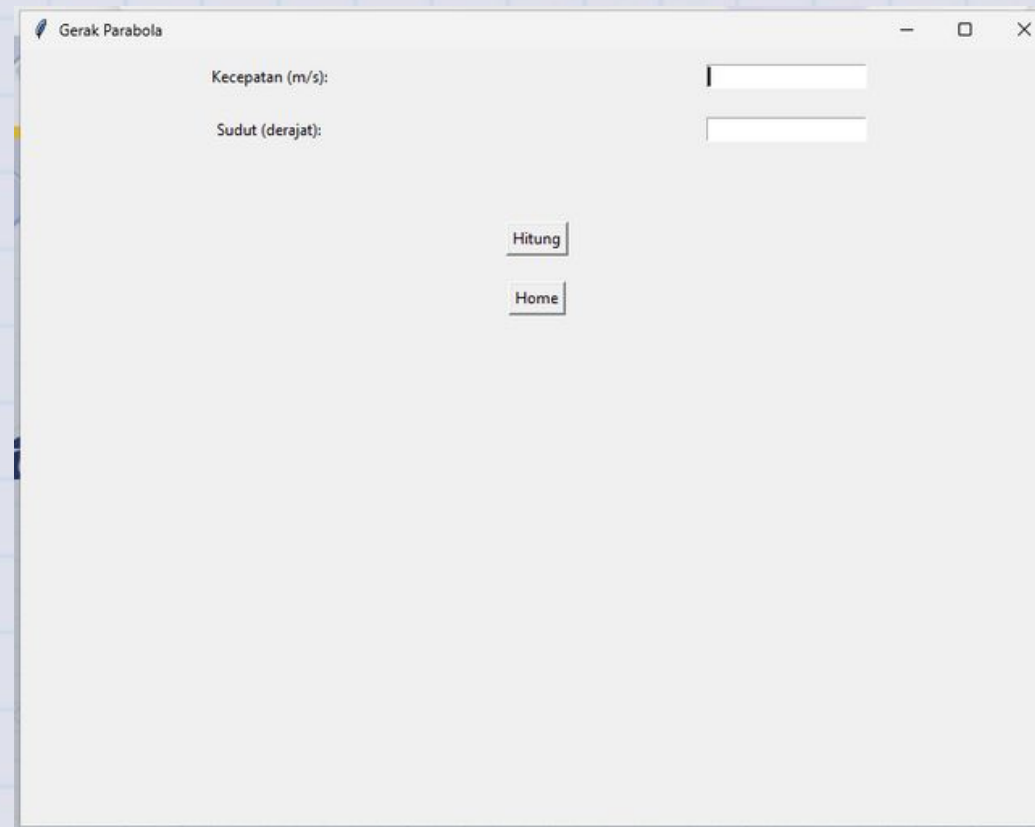 Gerak Parabola
Kecepatan (m/s):
Sudut (derajat):
Hitung
Home